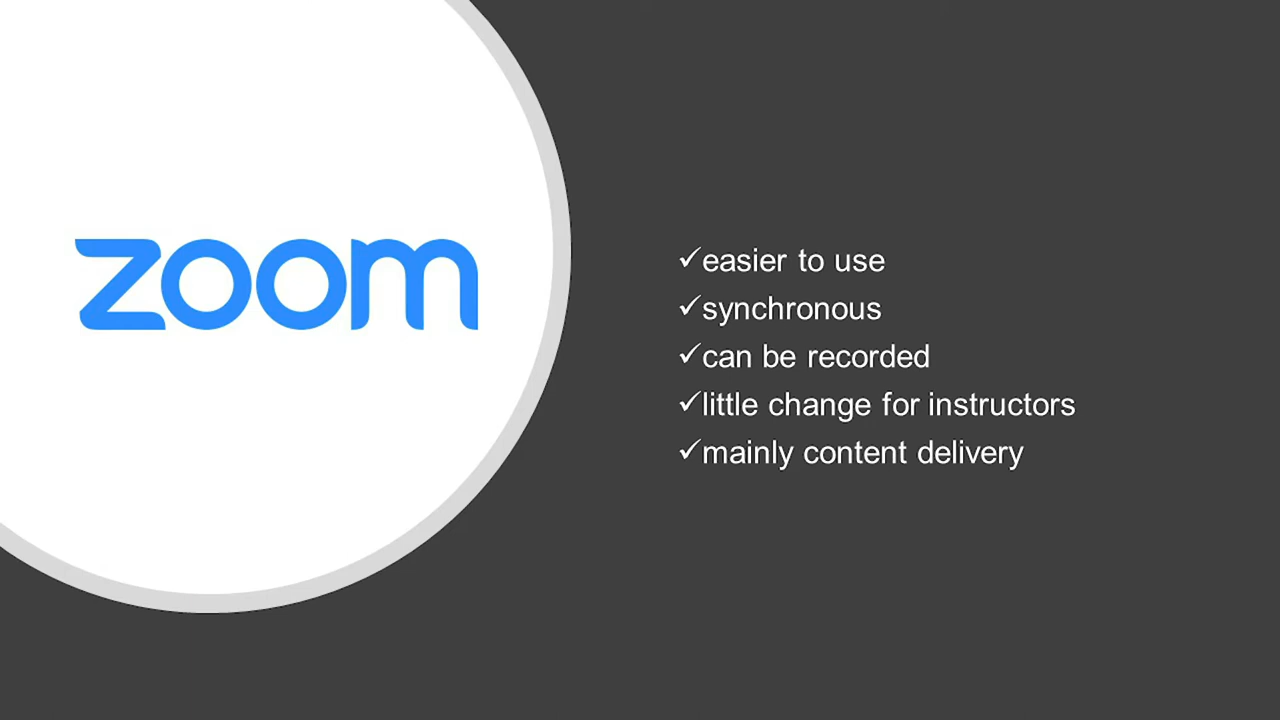 zoom
✓easier to use
✓synchronous
✓can be recorded
✓little change for instructors
✓mainly content delivery